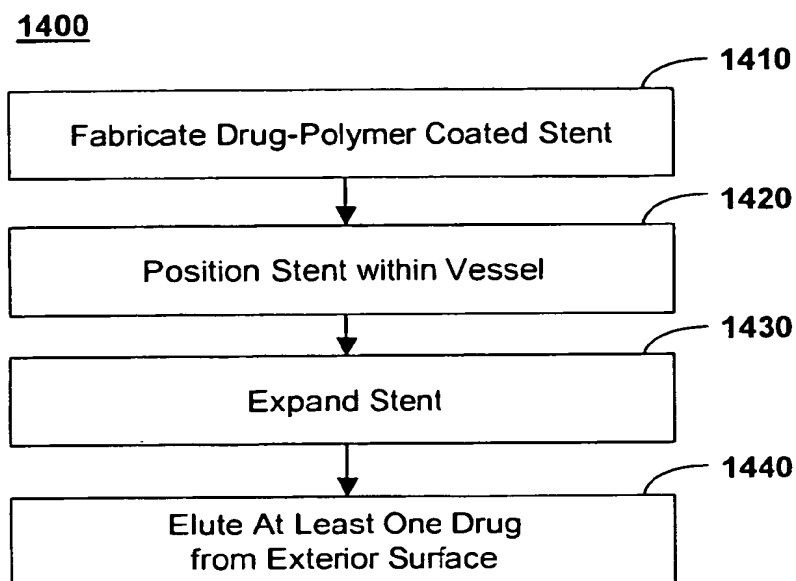 1400
1410
Fabricate Drug-Polymer Coated Stent
1420
Position Stent within Vessel
1430
Expand Stent
1440
Elute At Least One Drug
from Exterior Surface